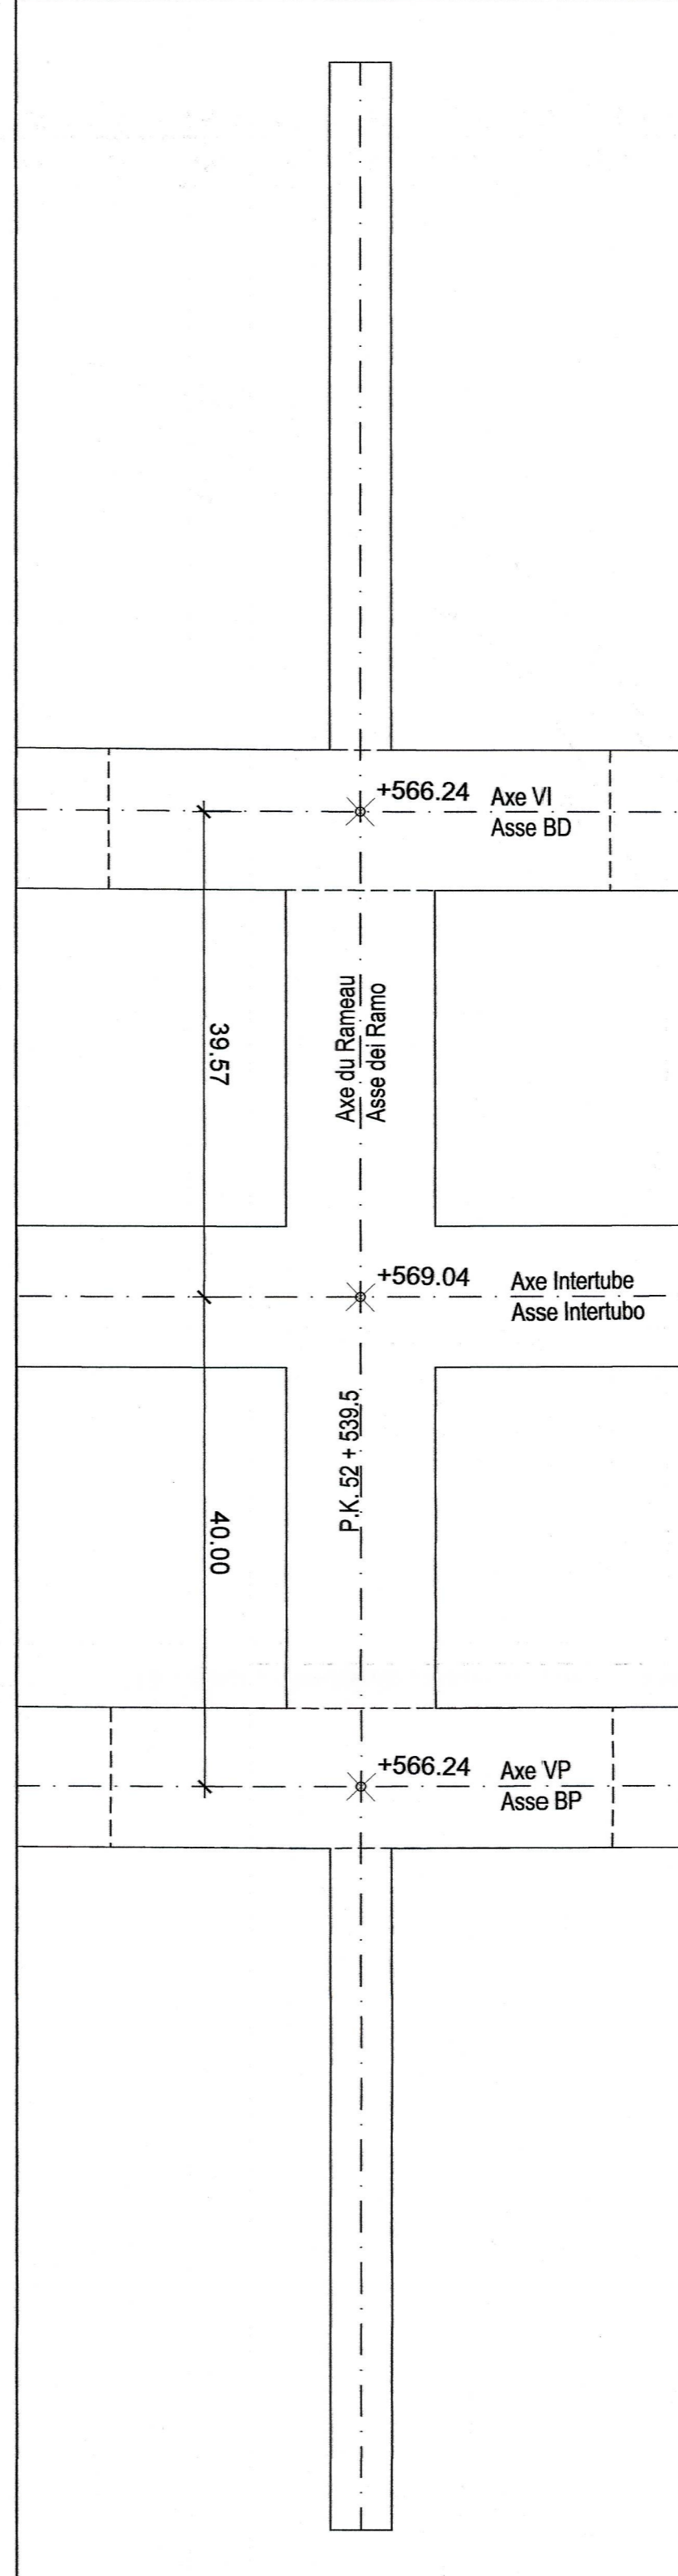 +566.24
Axe VI
Asse BD
39.57
Axe du Rameau
Asse dei Ramo
+569.04
Axe Intertube
Asse Intertubo
P.K. 52 + 539.5
40.00
+566.24
Axe VP
Asse BP